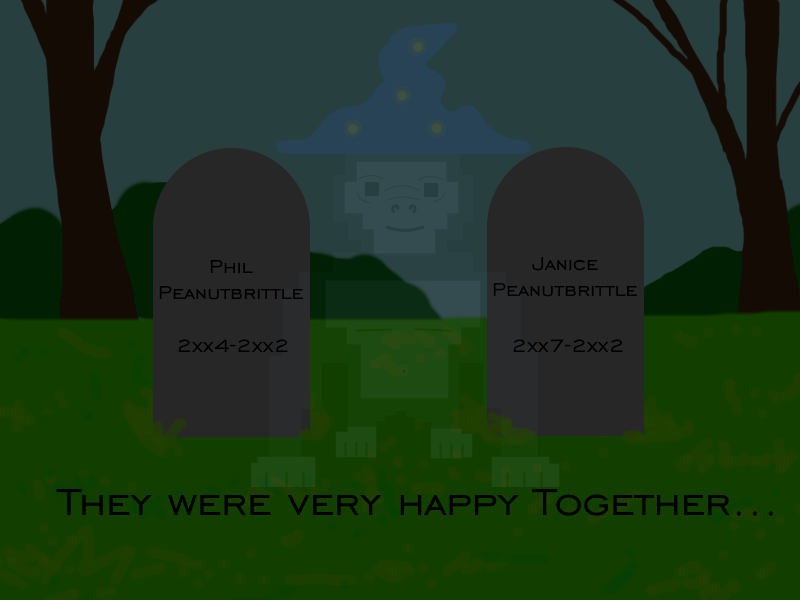 Phil
Peanutbrittle
2xx4-2xx2
Janice
Peanutbrittle
2xx7-2xx2
They were very happy Together...